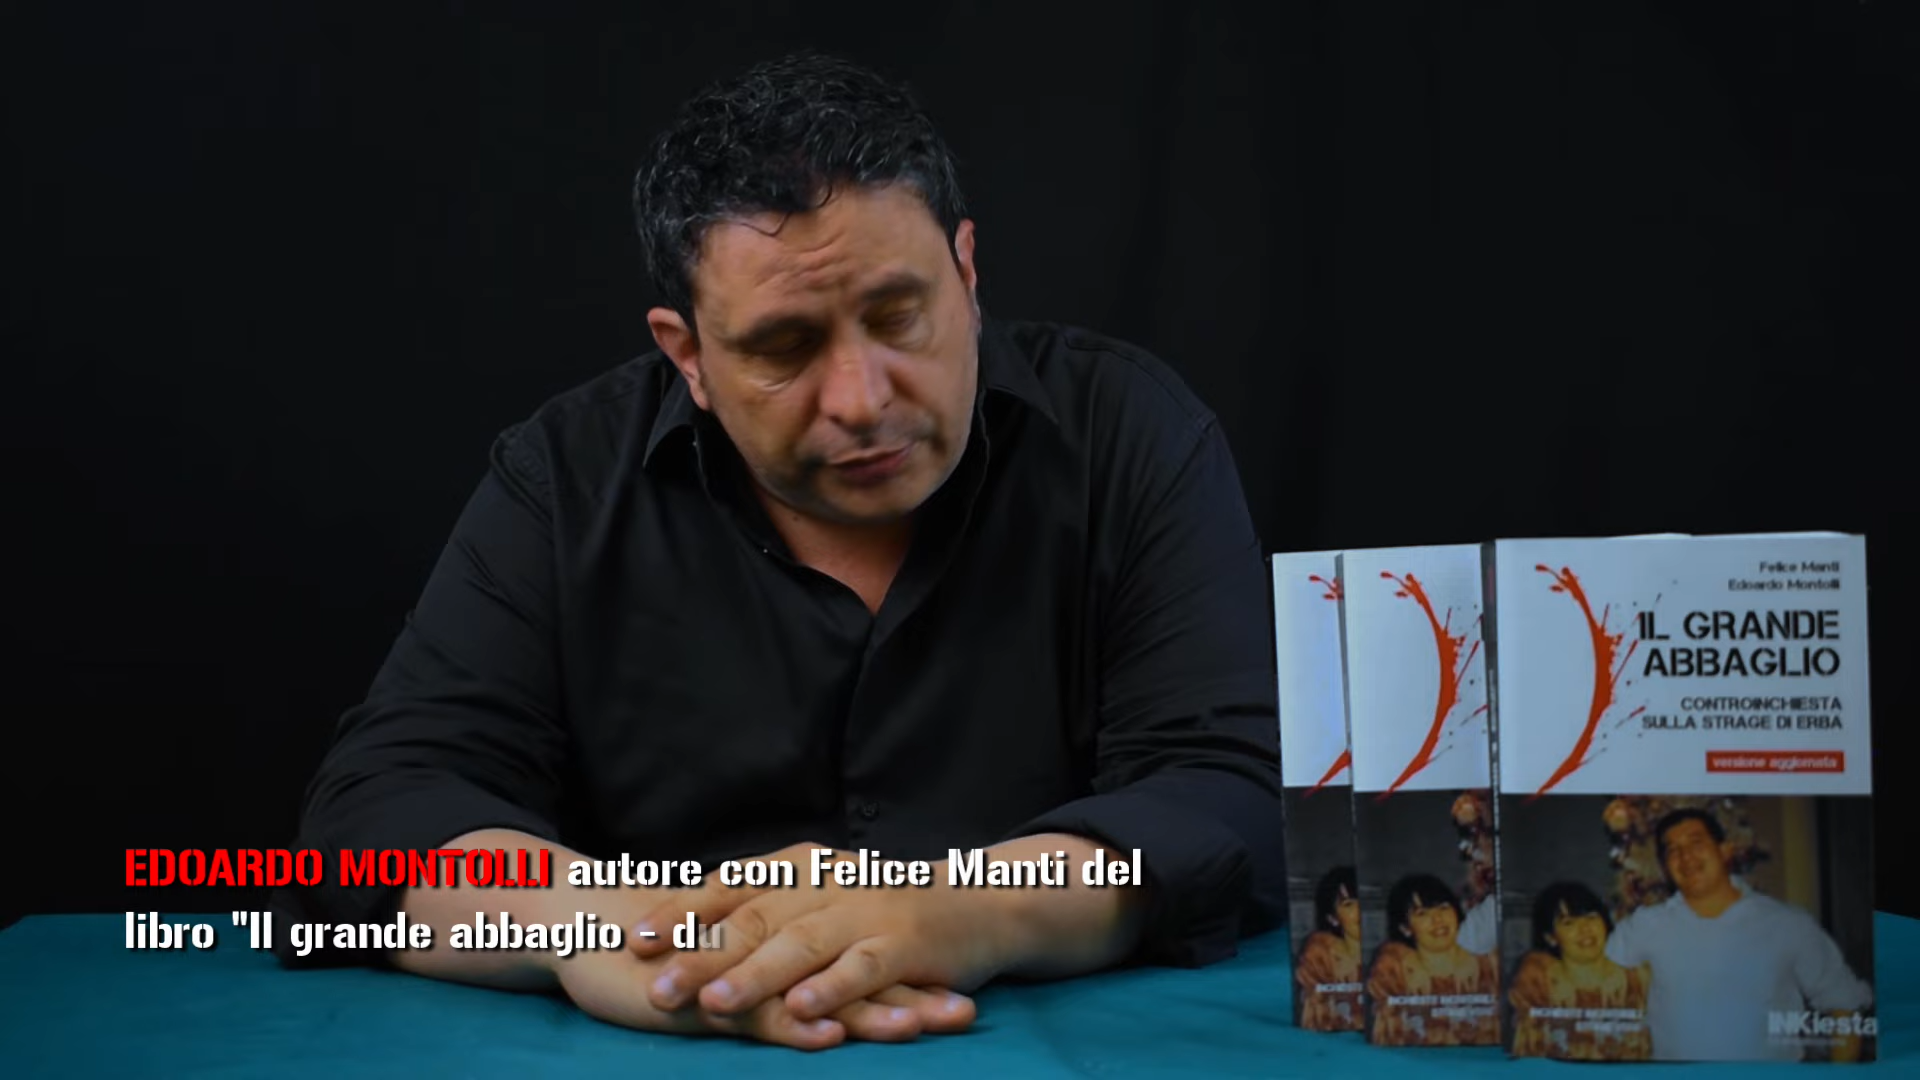 EDOARDO MONTOLLI autore con Felice Manti del
libro "Il grande abbaglio - du
Felice Manti
Edoardo Montolli
IL GRANDE
ABBAGLIO
CONTROINCHIESTA
SULLA STRAGE DI ERBA
versione aggiornata
INKiesta